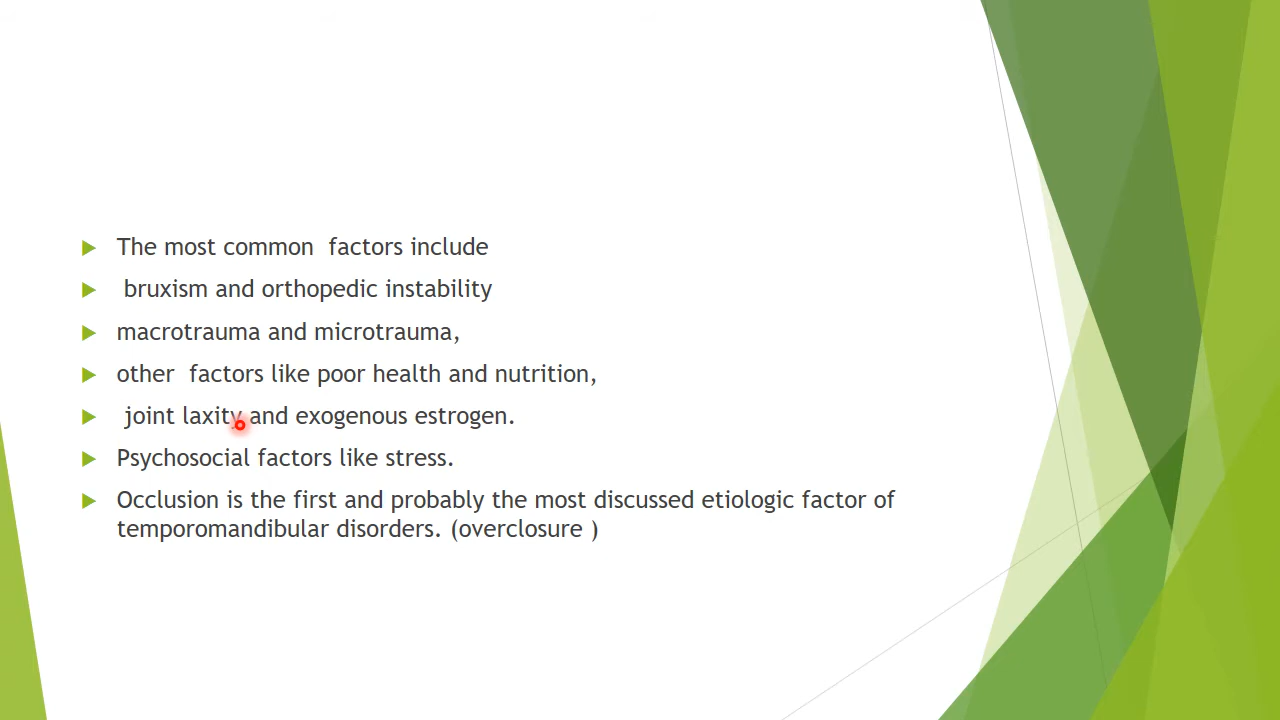 The most common  factors include
bruxism and orthopedic instability
macrotrauma and microtrauma,
other  factors like poor health and nutrition,
joint laxity and exogenous estrogen.
Psychosocial factors like stress.
Occlusion is the first and probably the most discussed etiologic factor of
temporomandibular disorders. (overclosure )